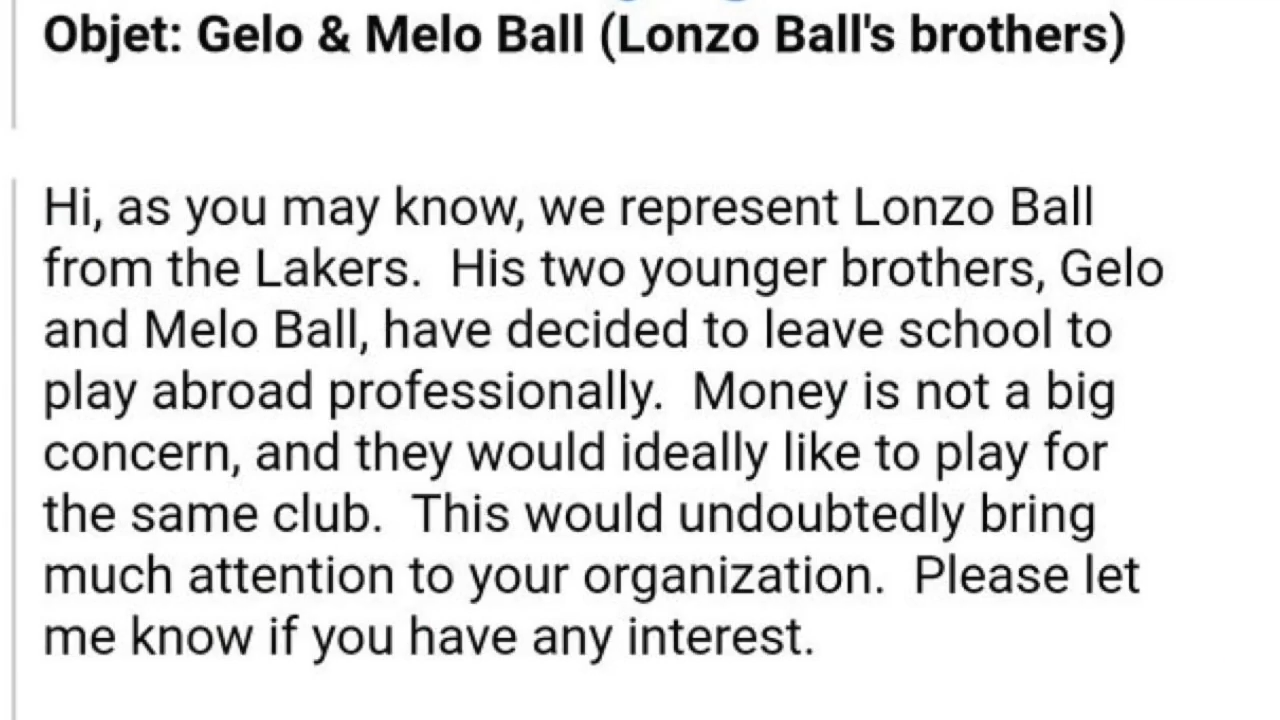 Objet: Gelo & Melo Ball (Lonzo Ball's brothers)
Hi, as you may know, we represent Lonzo Ball
from the Lakers.  His two younger brothers, Gelo
and Melo Ball, have decided to leave school to
play abroad professionally.  Money is not a big
concern, and they would ideally like to play for
the same club.  This would undoubtedly bring
much attention to your organization.  Please let
me know if you have any interest.